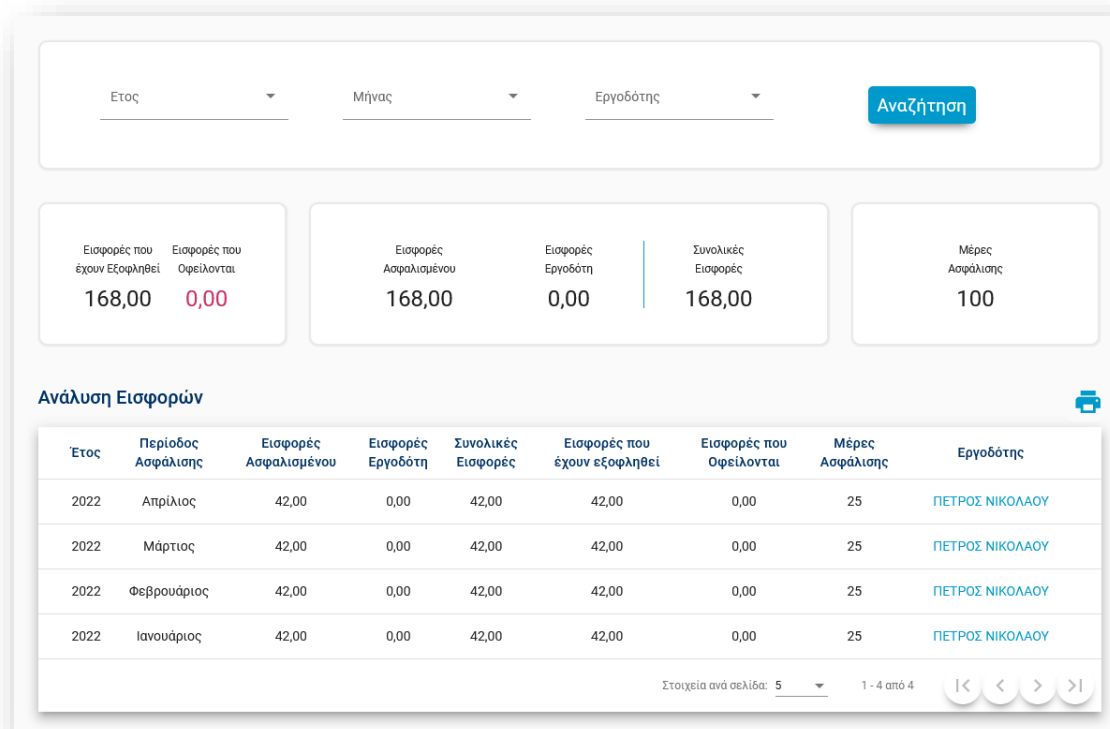 Ετος Μήνας Εργοδότης Αναζήτηση
Εισφορές που Εισφορές που Εισφορές Εισφορές Συνολικές Μέρες
έχουν Εξοφληθεί Οφείλονται Ασφαλισμένου Εργοδότη Εισφορές Ασφάλισης
168,00 0,00 168,00 0,00 168,00 100
Ανάλυση Εισφορών
Έτος Περίοδος Ασφάλισης Εισφορές Ασφαλισμένου Εισφορές Εργοδότη Συνολικές Εισφορές Εισφορές που έχουν εξοφληθεί Εισφορές που Οφείλονται Μέρες Ασφάλισης Εργοδότης
2022 Απρίλιος 42,00 0,00 42,00 42,00 0,00 25 ΠΕΤΡΟΣ ΝΙΚΟΛΑΟΥ
2022 Μάρτιος 42,00 0,00 42,00 42,00 0,00 25 ΠΕΤΡΟΣ ΝΙΚΟΛΑΟΥ
2022 Φεβρουάριος 42,00 0,00 42,00 42,00 0,00 25 ΠΕΤΡΟΣ ΝΙΚΟΛΑΟΥ
2022 Ιανουάριος 42,00 0,00 42,00 42,00 0,00 25 ΠΕΤΡΟΣ ΝΙΚΟΛΑΟΥ
Στοιχεία ανά σελίδα: 5 1 - 4 από 4